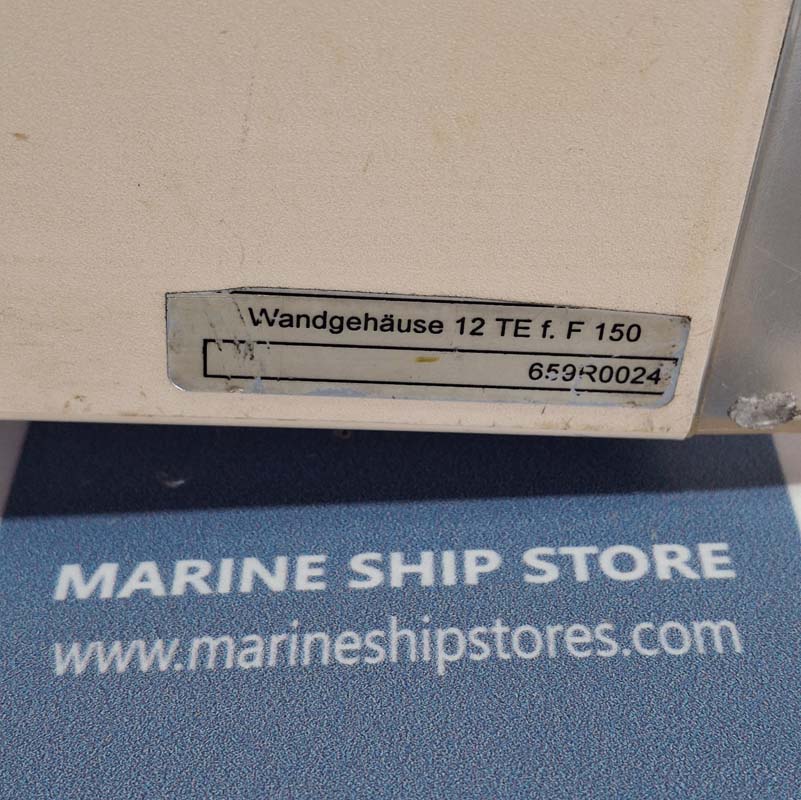 Wandgehäuse 12 TE f. F 150
659R0024
MARINE SHIP STORE
www.marineshipstores.com